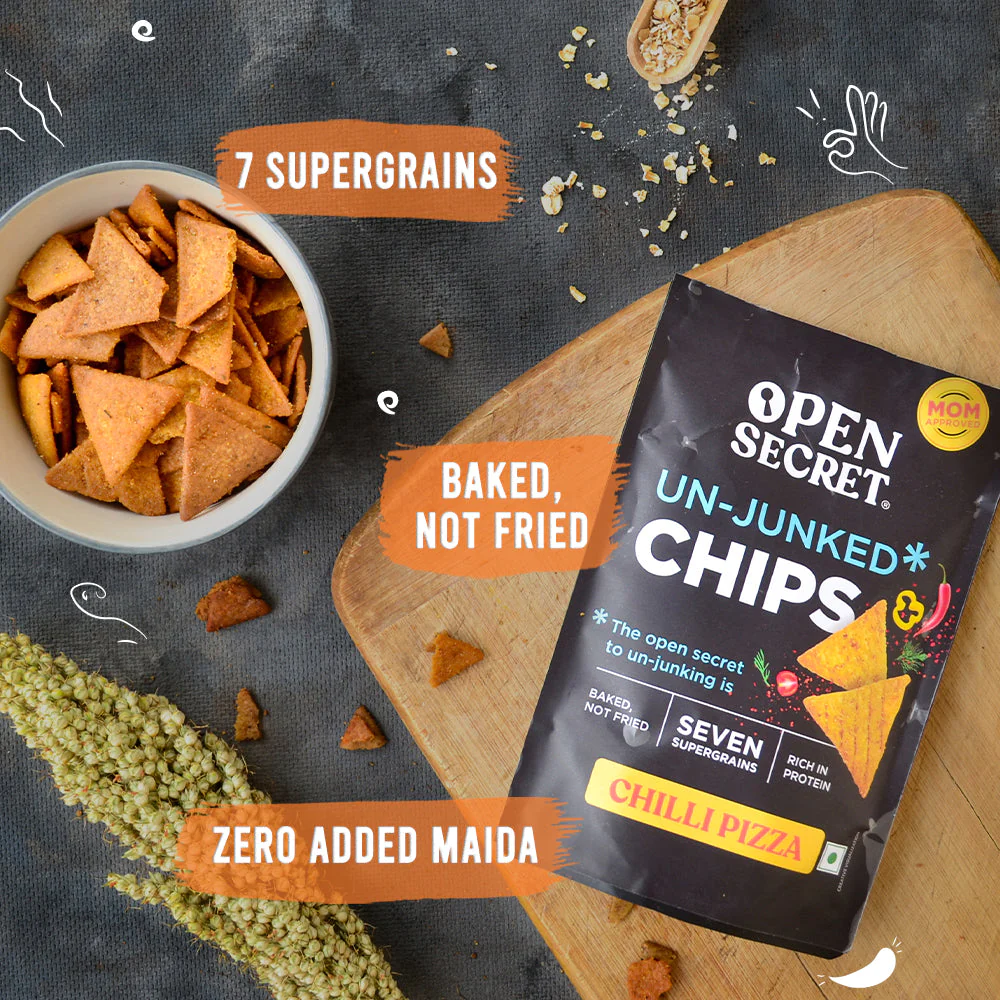 7 SUPERGRAINS
BAKED,
NOT FRIED
ZERO ADDED MAIDA
OPEN
SECRET®
MOM
APPROVED
UN-JUNKED*
CHIPS
*The open secret
to un-junking is
BAKED,
NOT FRIED
SEVEN
SUPERGRAINS
RICH IN
PROTEIN
CHILLI PIZZA